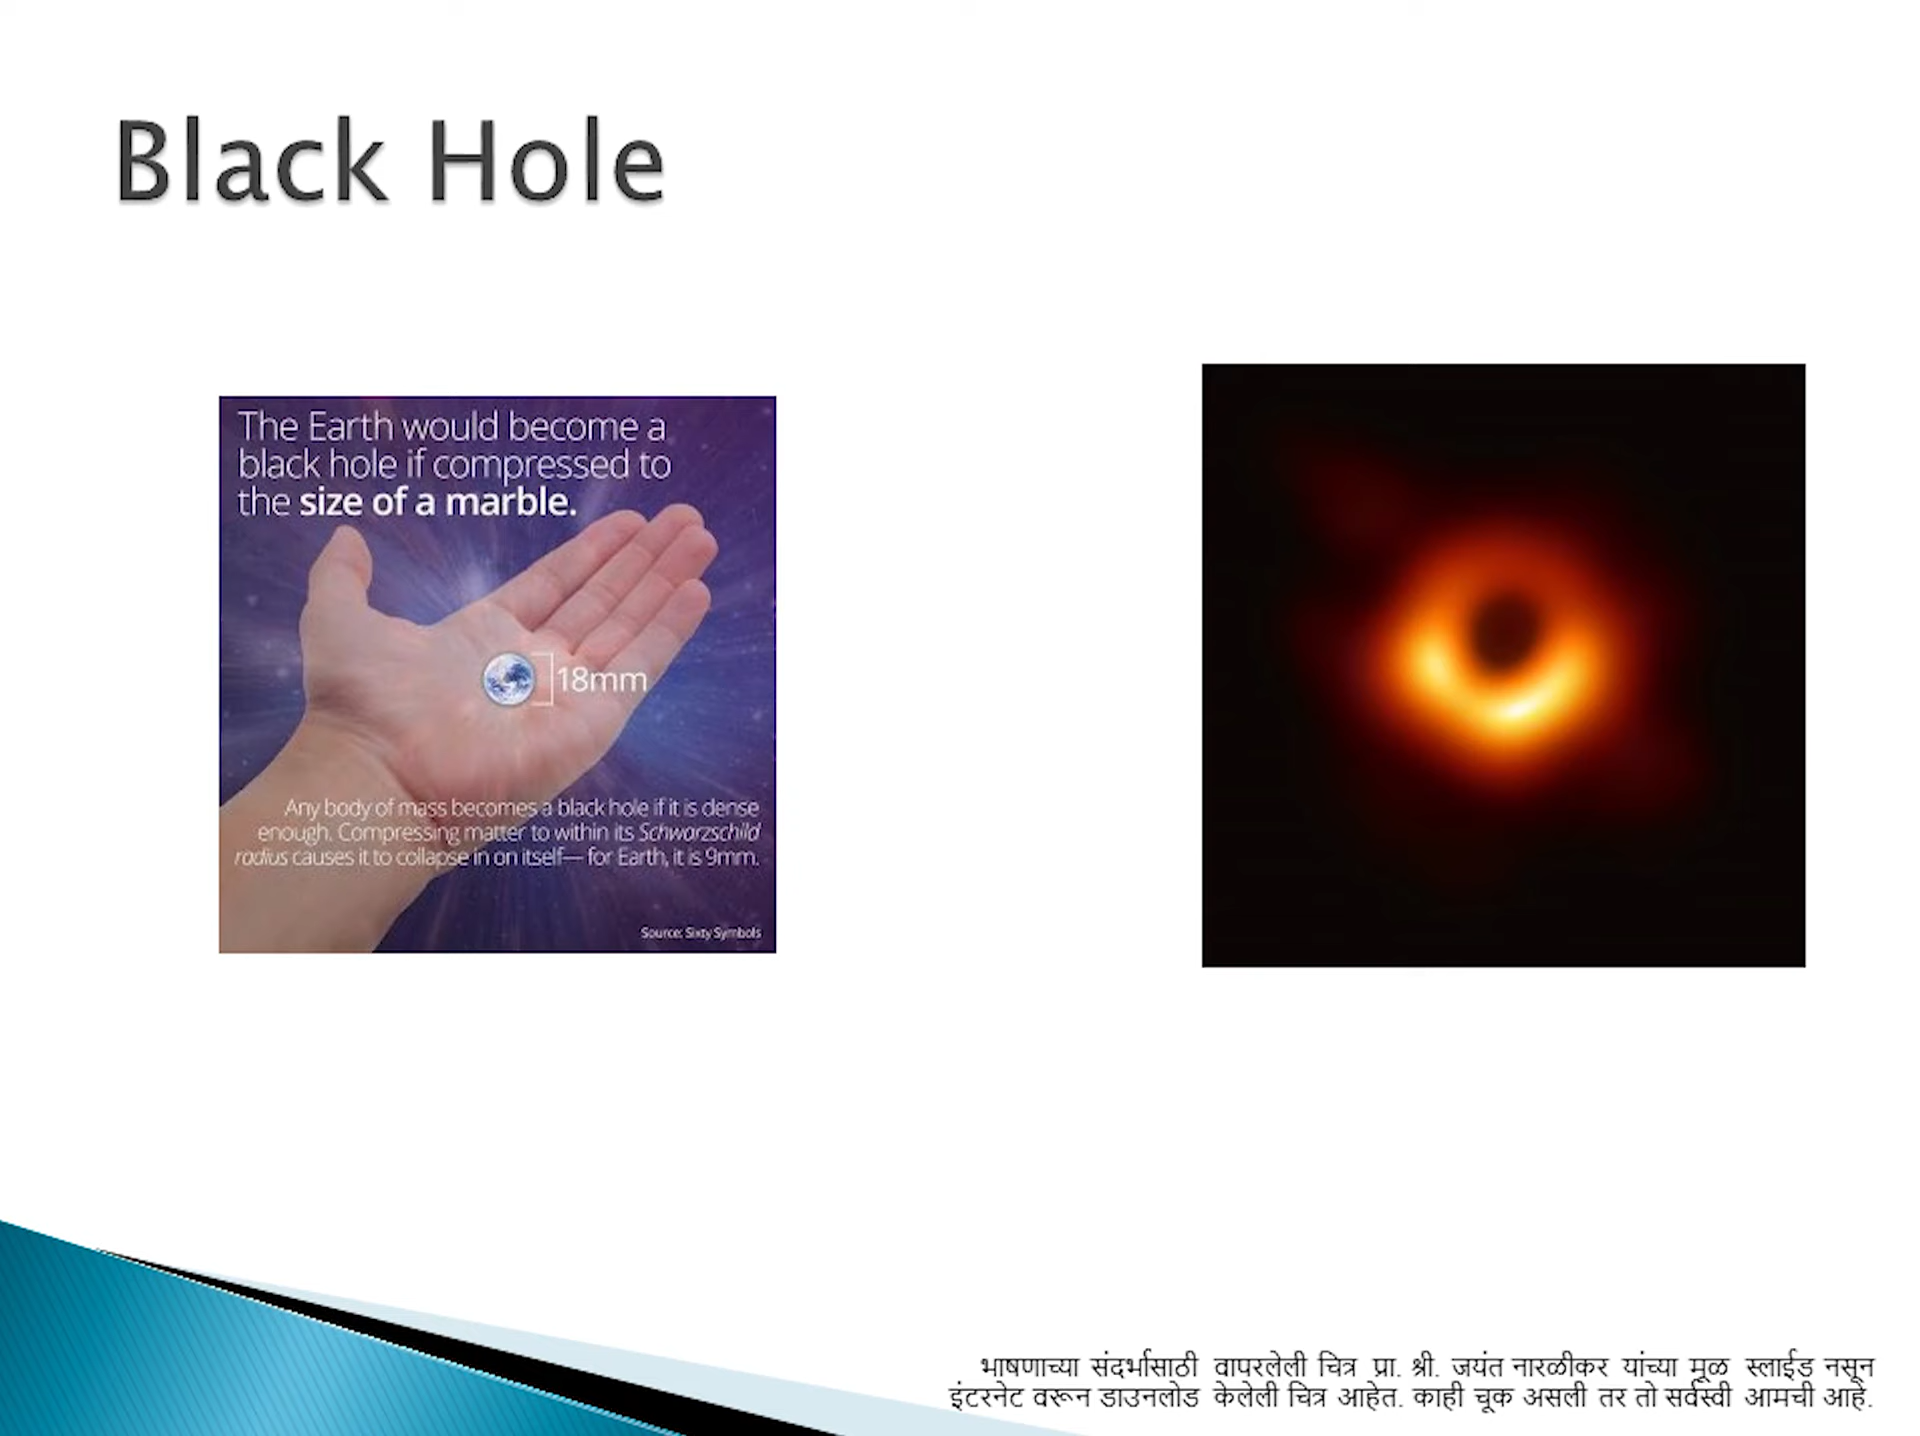 Black Hole
The Earth would become a
black hole if compressed to
the size of a marble.
18mm
Any body of mass becomes a black hole if it is dense
enough. Compressing matter to within its Schwarzschild
radius causes it to collapse in on itself— for Earth, it is 9mm.
Source: Sixty Symbols
भाषणाच्या संदर्भासाठी वापरलेली चित्र प्रा. श्री. जयंत नारळीकर यांच्या मूळ स्लाईड नसून
इंटरनेट वरून डाउनलोड केलेली चित्र आहेत. काही चूक असली तर तो सर्वस्वी आमची आहे.